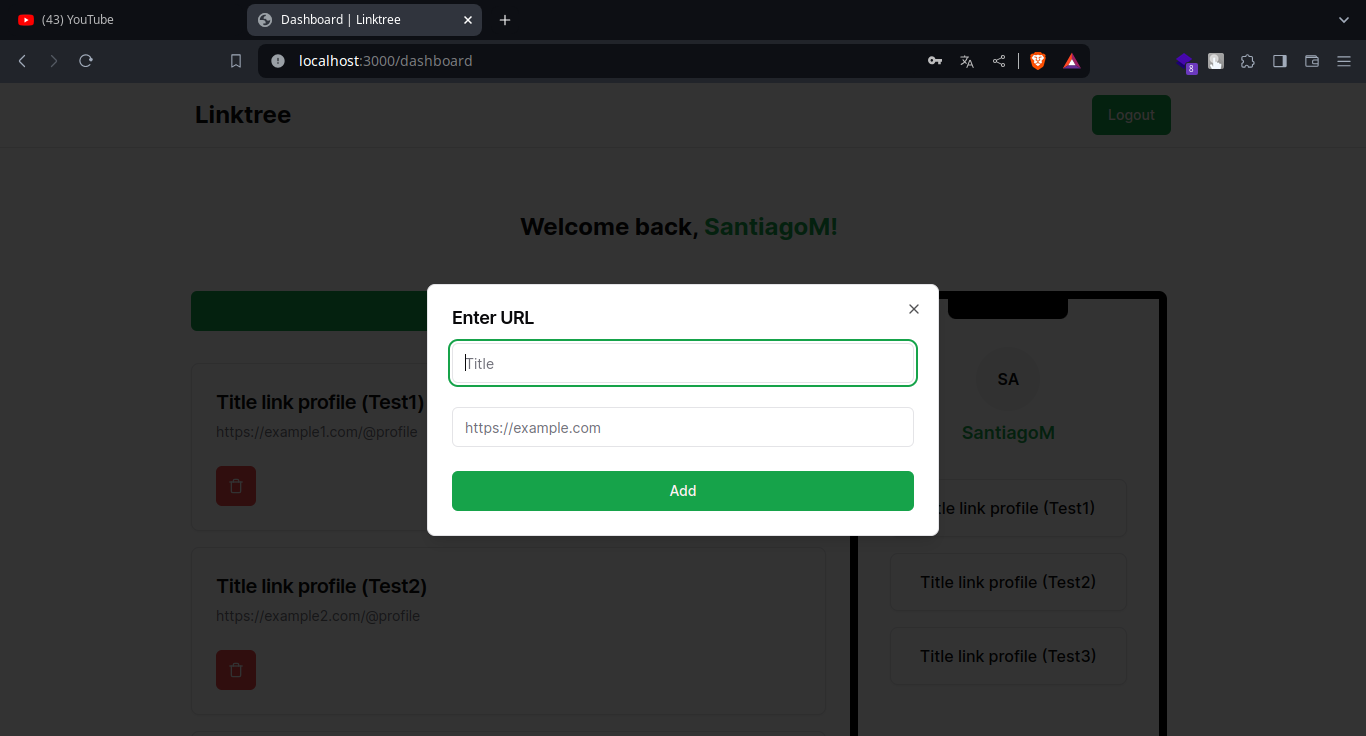 (43) YouTube
Dashboard | Linktree
localhost:3000/dashboard
8
Linktree
Logout
Welcome back, SantiagoM!
Enter URL
Title
https://example.com
Add
Title link profile (Test1)
https://example1.com/@profile
Title link profile (Test2)
https://example2.com/@profile
SA
SantiagoM
tle link profile (Test1)
Title link profile (Test2)
Title link profile (Test3)